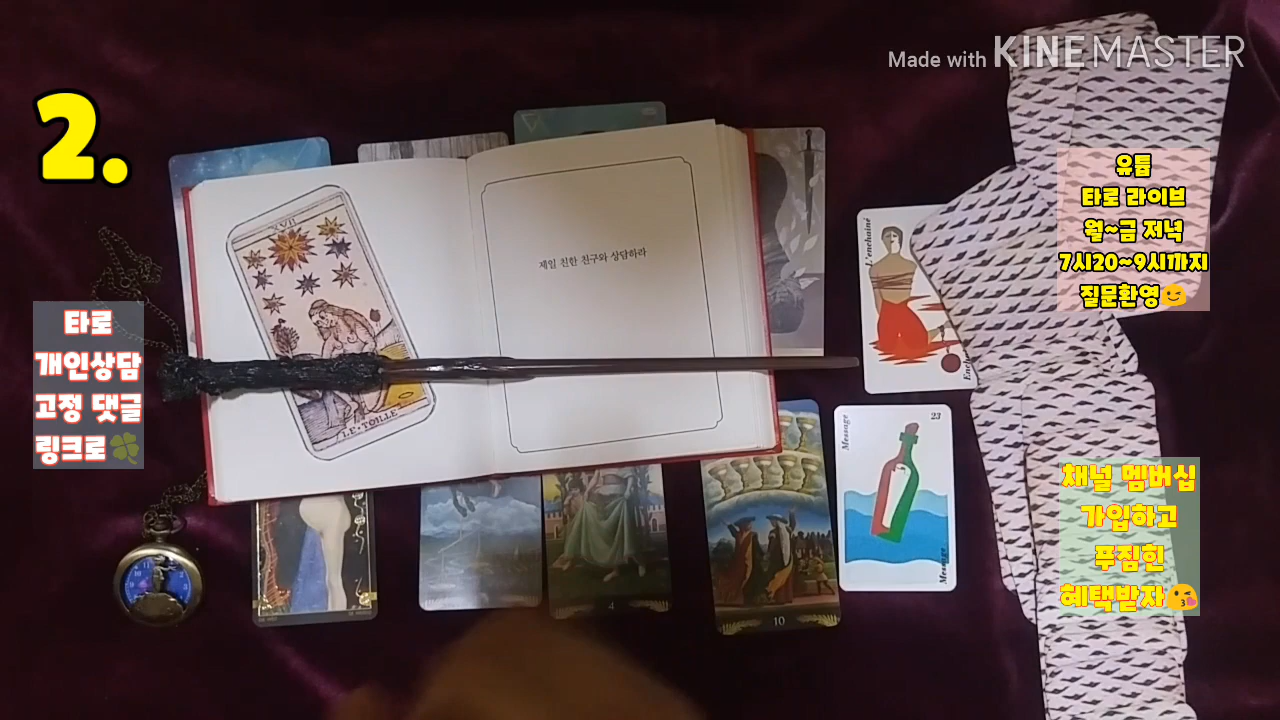 Made with KINEMASTER
2.
유튭
타로 라이브
월~금 저녁
7시20~9시까지
질문환영😊
타로
개인상담
고정 댓글
링크로🍀
채널 멤버십
가입하고
푸짐힌
혜택받자😘
XVII
LE·TOILLE
제일 친한 친구와 상담하라
L'enchainé
Message
23
Message
4
10